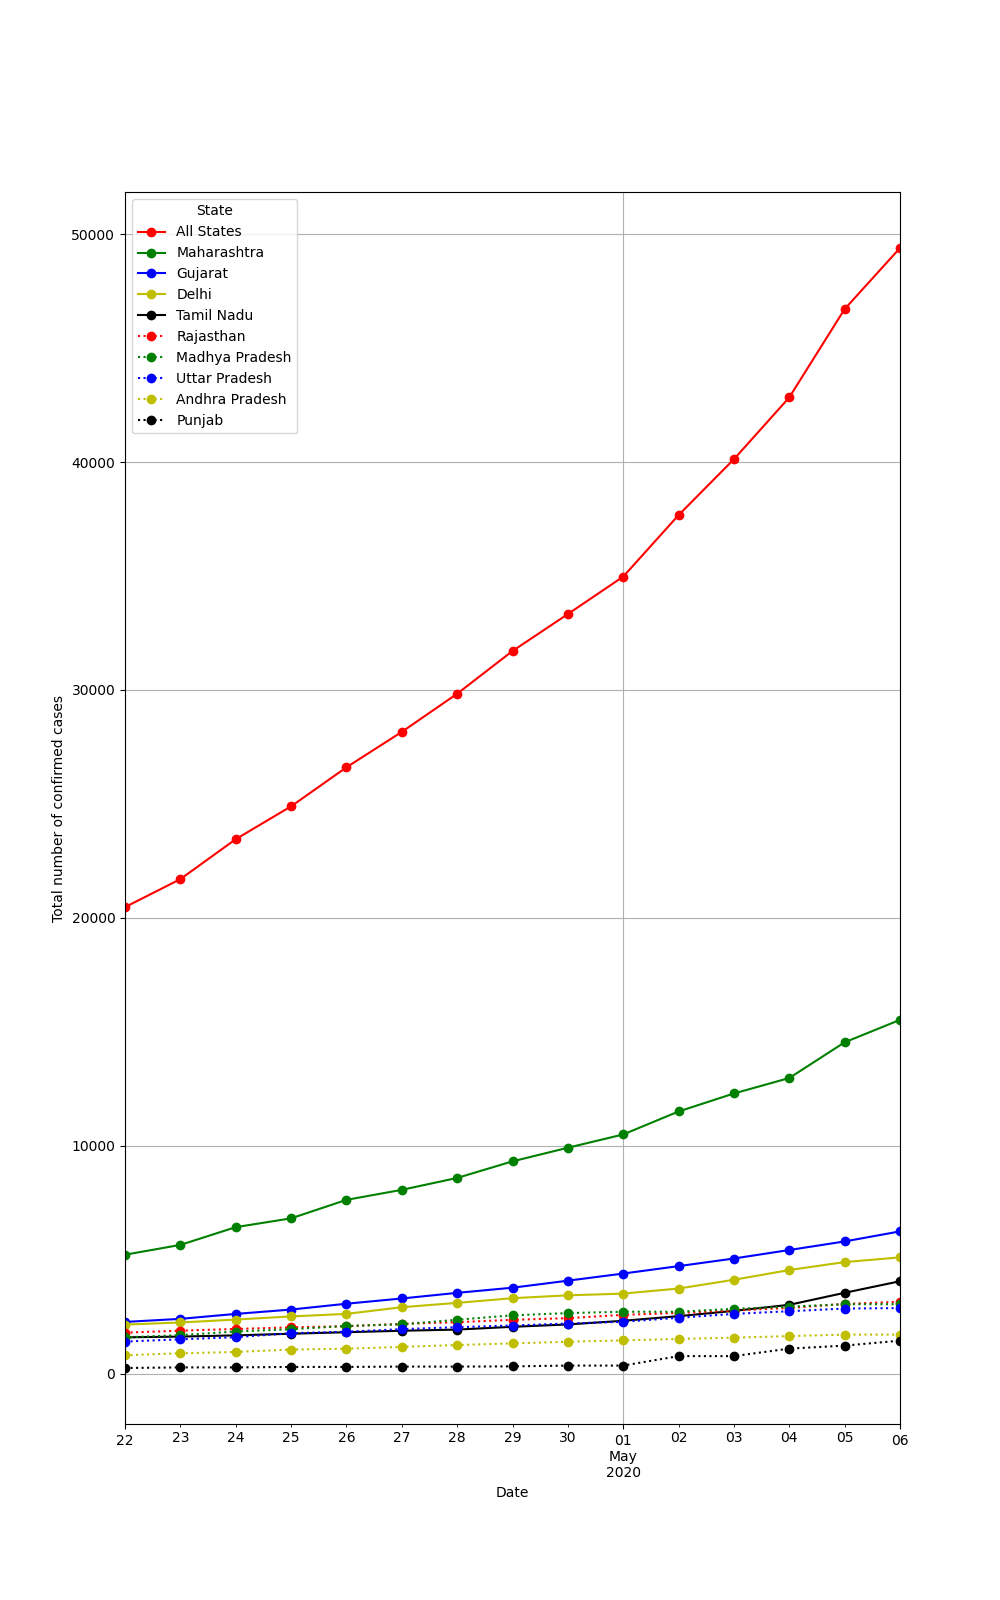 State
All States
Maharashtra
Gujarat
Delhi
Tamil Nadu
Rajasthan
Madhya Pradesh
Uttar Pradesh
Andhra Pradesh
Punjab
50000
40000
30000
20000
10000
0
Total number of confirmed cases
22 23 24 25 26 27 28 29 30 01 02 03 04 05 06
May
2020
Date